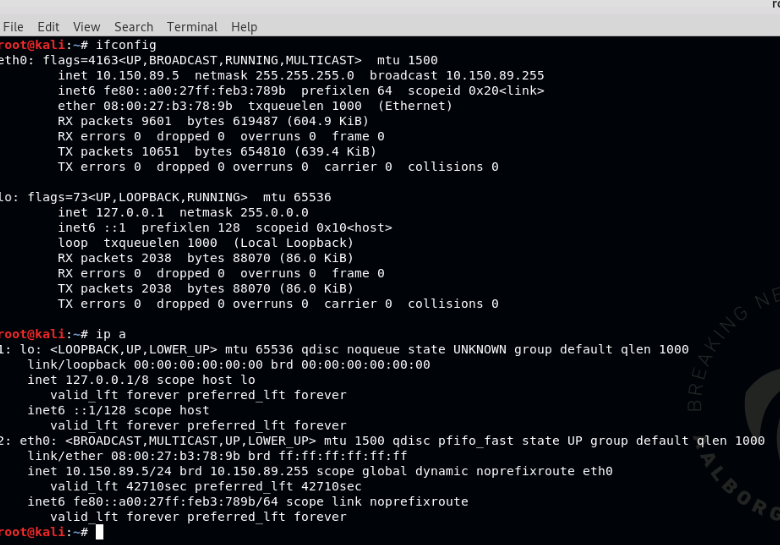 File Edit View Search Terminal Help
root@kali:~# ifconfig
eth0: flags=4163<UP,BROADCAST,RUNNING,MULTICAST>  mtu 1500
        inet 10.150.89.5  netmask 255.255.255.0  broadcast 10.150.89.255
        inet6 fe80::a00:27ff:feb3:789b  prefixlen 64  scopeid 0x20<link>
        ether 08:00:27:b3:78:9b  txqueuelen 1000  (Ethernet)
        RX packets 9601  bytes 619487 (604.9 KiB)
        RX errors 0  dropped 0  overruns 0  frame 0
        TX packets 10651  bytes 654810 (639.4 KiB)
        TX errors 0  dropped 0 overruns 0  carrier 0  collisions 0

lo: flags=73<UP,LOOPBACK,RUNNING>  mtu 65536
        inet 127.0.0.1  netmask 255.0.0.0
        inet6 ::1  prefixlen 128  scopeid 0x10<host>
        loop  txqueuelen 1000  (Local Loopback)
        RX packets 2038  bytes 88070 (86.0 KiB)
        RX errors 0  dropped 0  overruns 0  frame 0
        TX packets 2038  bytes 88070 (86.0 KiB)
        TX errors 0  dropped 0 overruns 0  carrier 0  collisions 0

root@kali:~# ip a
1: lo: <LOOPBACK,UP,LOWER_UP> mtu 65536 qdisc noqueue state UNKNOWN group default qlen 1000
    link/loopback 00:00:00:00:00:00 brd 00:00:00:00:00:00
    inet 127.0.0.1/8 scope host lo
       valid_lft forever preferred_lft forever
    inet6 ::1/128 scope host
       valid_lft forever preferred_lft forever
2: eth0: <BROADCAST,MULTICAST,UP,LOWER_UP> mtu 1500 qdisc pfifo_fast state UP group default qlen 1000
    link/ether 08:00:27:b3:78:9b brd ff:ff:ff:ff:ff:ff
    inet 10.150.89.5/24 brd 10.150.89.255 scope global dynamic noprefixroute eth0
       valid_lft 42710sec preferred_lft 42710sec
    inet6 fe80::a00:27ff:feb3:789b/64 scope link noprefixroute
       valid_lft forever preferred_lft forever
root@kali:~#
BREAKING NE
AALBORG